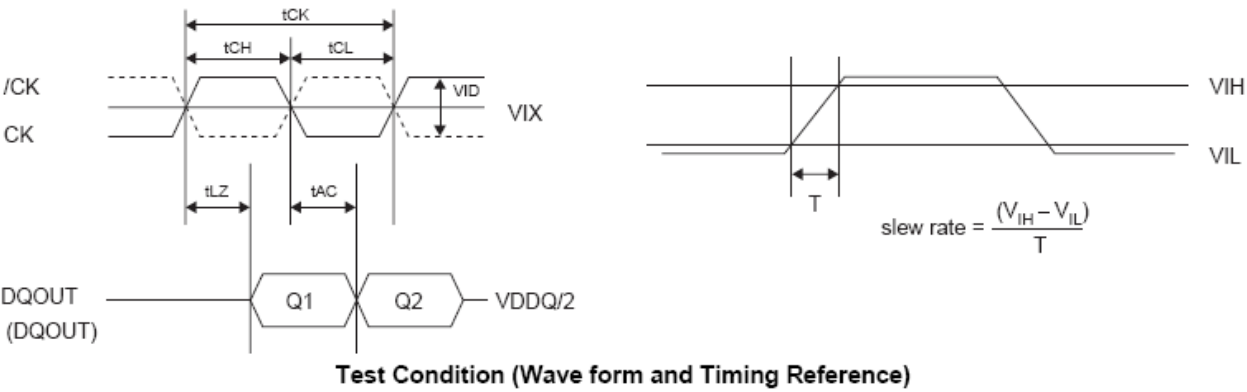 tCK
tCH
tCL
/CK
CK
VID
VIX
tLZ
tAC
DQOUT
(DQOUT)
Q1
Q2
VDDQ/2
VIH
VIL
T
slew rate = (VIH – VIL)
T
Test Condition (Wave form and Timing Reference)